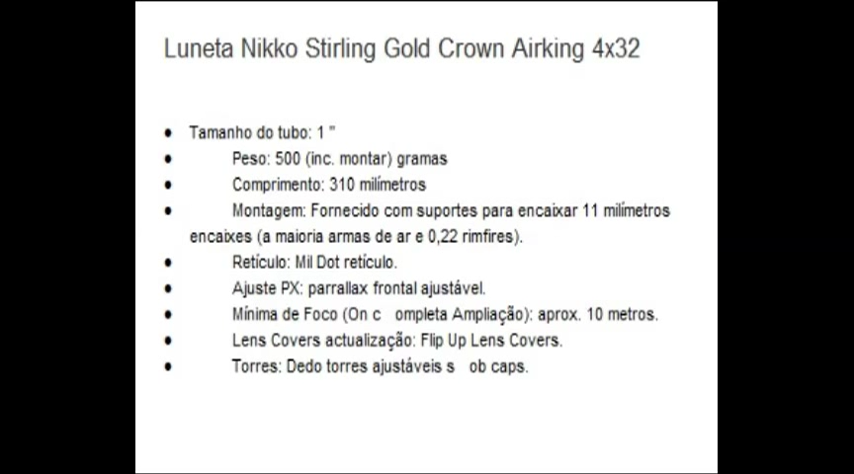 Luneta Nikko Stirling Gold Crown Airking 4x32
● Tamanho do tubo: 1 "
● Peso: 500 (inc. montar) gramas
● Comprimento: 310 milímetros
● Montagem: Fornecido com suportes para encaixar 11 milímetros
encaixes (a maioria armas de ar e 0,22 rimfires).
● Retículo: Mil Dot retículo.
● Ajuste PX: parrallax frontal ajustável.
● Mínima de Foco (On c ompleta Ampliação): aprox. 10 metros.
● Lens Covers actualização: Flip Up Lens Covers.
● Torres: Dedo torres ajustáveis s ob caps.